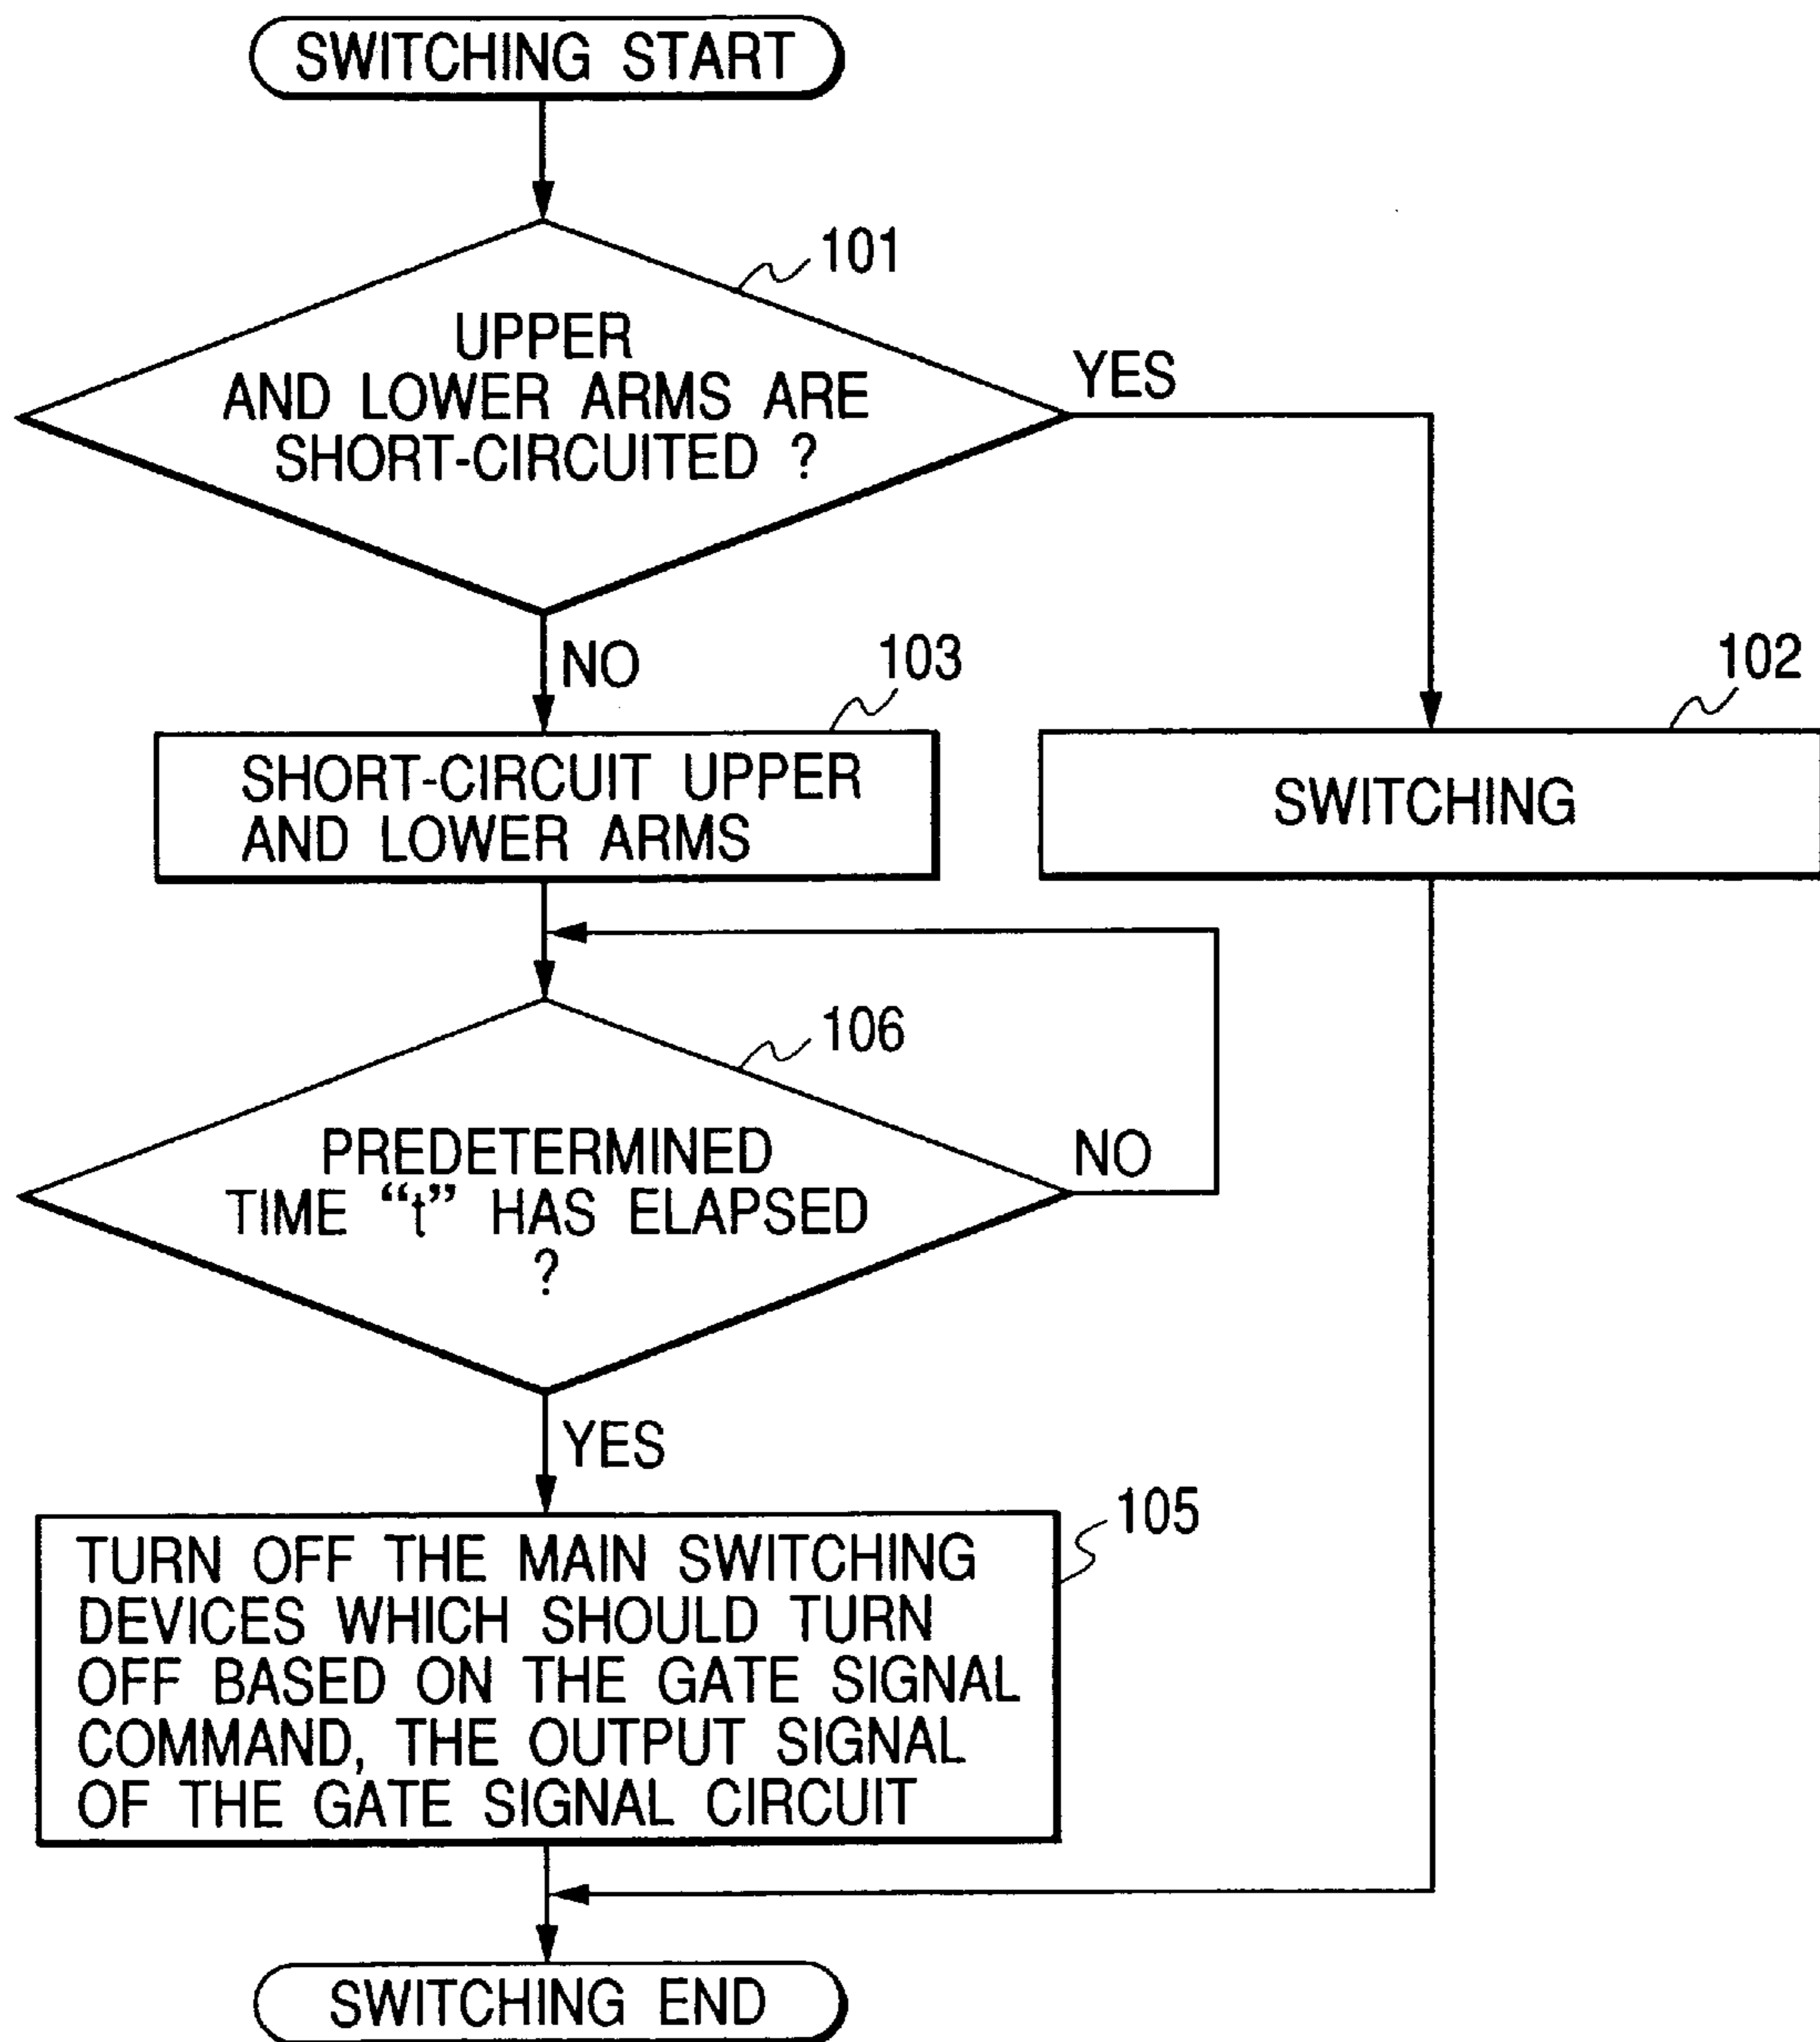 SWITCHING START
101
UPPER
AND LOWER ARMS ARE
SHORT-CIRCUITED ?
YES
NO
103
SHORT-CIRCUIT UPPER
AND LOWER ARMS
102
SWITCHING
106
PREDETERMINED
TIME “t” HAS ELAPSED
?
NO
YES
105
TURN OFF THE MAIN SWITCHING
DEVICES WHICH SHOULD TURN
OFF BASED ON THE GATE SIGNAL
COMMAND, THE OUTPUT SIGNAL
OF THE GATE SIGNAL CIRCUIT
SWITCHING END